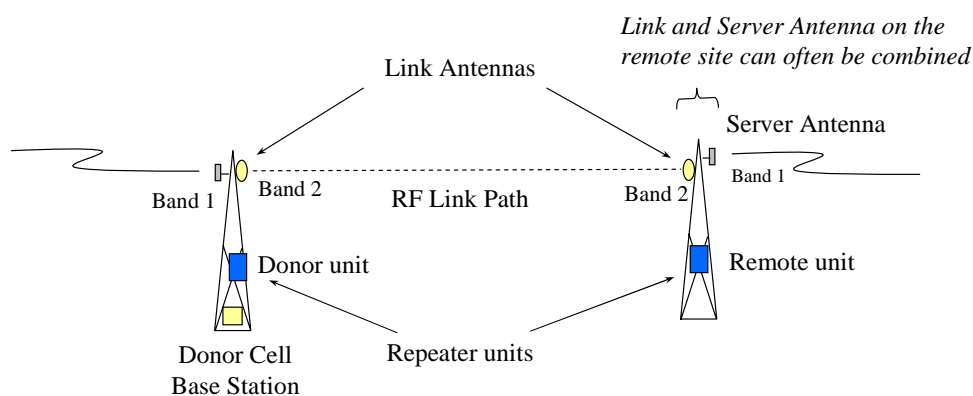 Link and Server Antenna on the
remote site can often be combined
Link Antennas
Server Antenna
Band 1
Band 2
RF Link Path
Band 2
Band 1
Donor unit
Remote unit
Donor Cell
Base Station
Repeater units